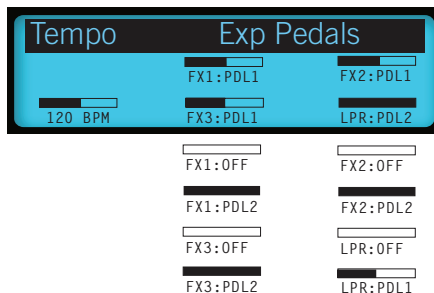 Tempo Exp Pedals
FX1:PDL1 FX2:PDL1
120 BPM FX3:PDL1 LPR:PDL2
FX1:OFF FX2:OFF
FX1:PDL2 FX2:PDL2
FX3:OFF LPR:OFF
FX3:PDL2 LPR:PDL1